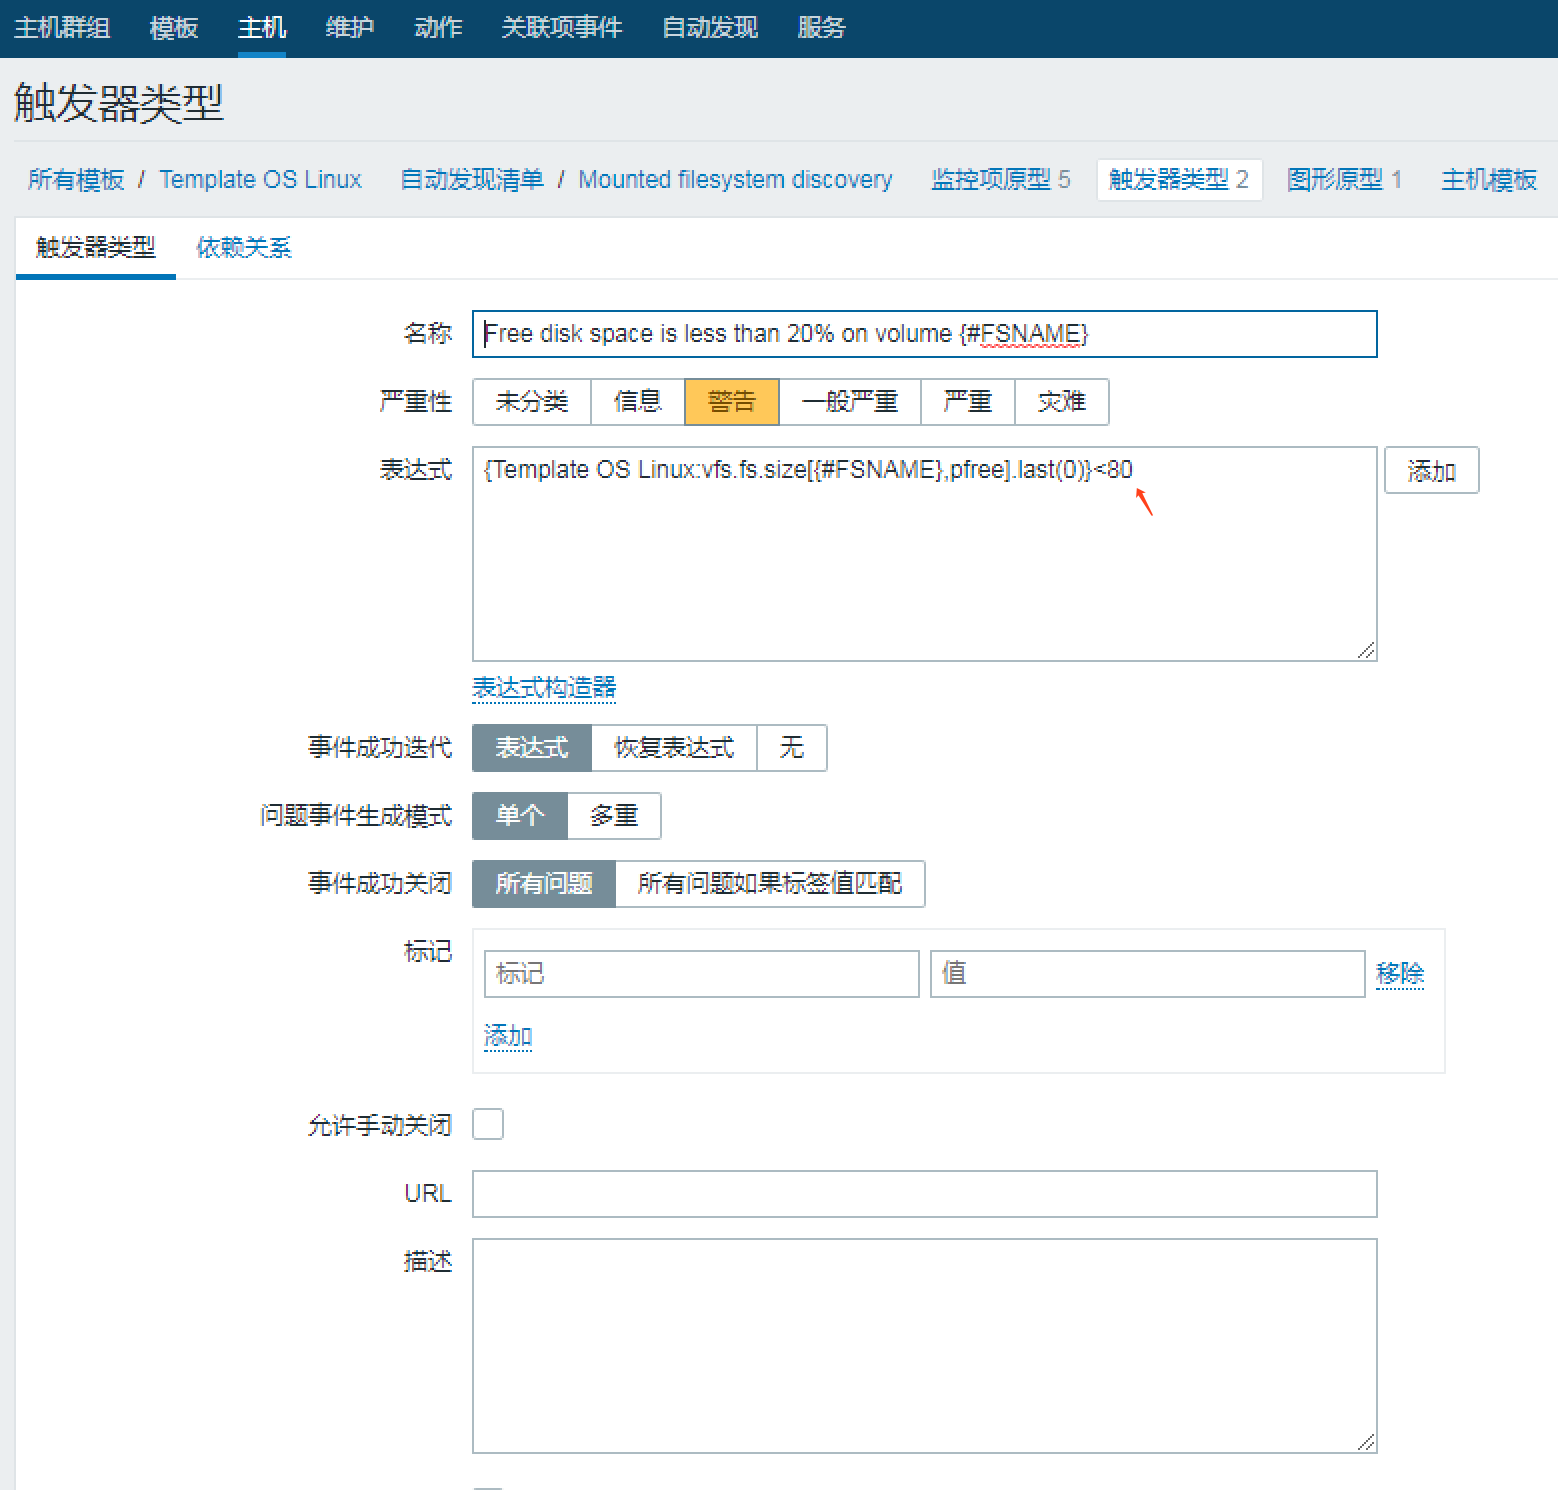 主机群组 模板 主机 维护 动作 关联项事件 自动发现 服务
触发器类型
所有模板 / Template OS Linux 自动发现清单 / Mounted filesystem discovery 监控项原型 5 触发器类型 2 图形原型 1 主机模板
触发器类型 依赖关系
名称 Free disk space is less than 20% on volume {#FSNAME}
严重性 未分类 信息 警告 一般严重 严重 灾难
表达式 {Template OS Linux:vfs.fs.size[{#FSNAME},pfree].last(0)}<80 添加
表达式构造器
事件成功迭代 表达式 恢复表达式 无
问题事件生成模式 单个 多重
事件成功关闭 所有问题 所有问题如果标签值匹配
标记 标记 值 移除
添加
允许手动关闭
URL
描述